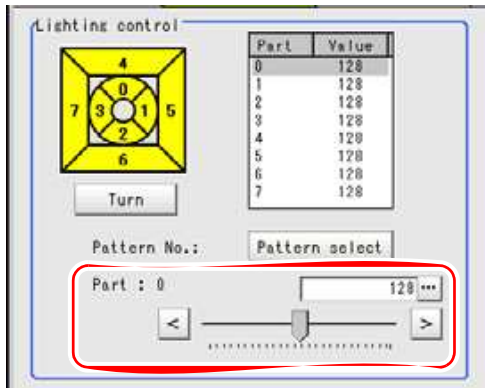 Lighting control
4
0
7 3 1 5
2
6
Turn
Part Value
0 128
1 128
2 128
3 128
4 128
5 128
6 128
7 128
Pattern No.: Pattern select
Part : 0 128 ...
< >